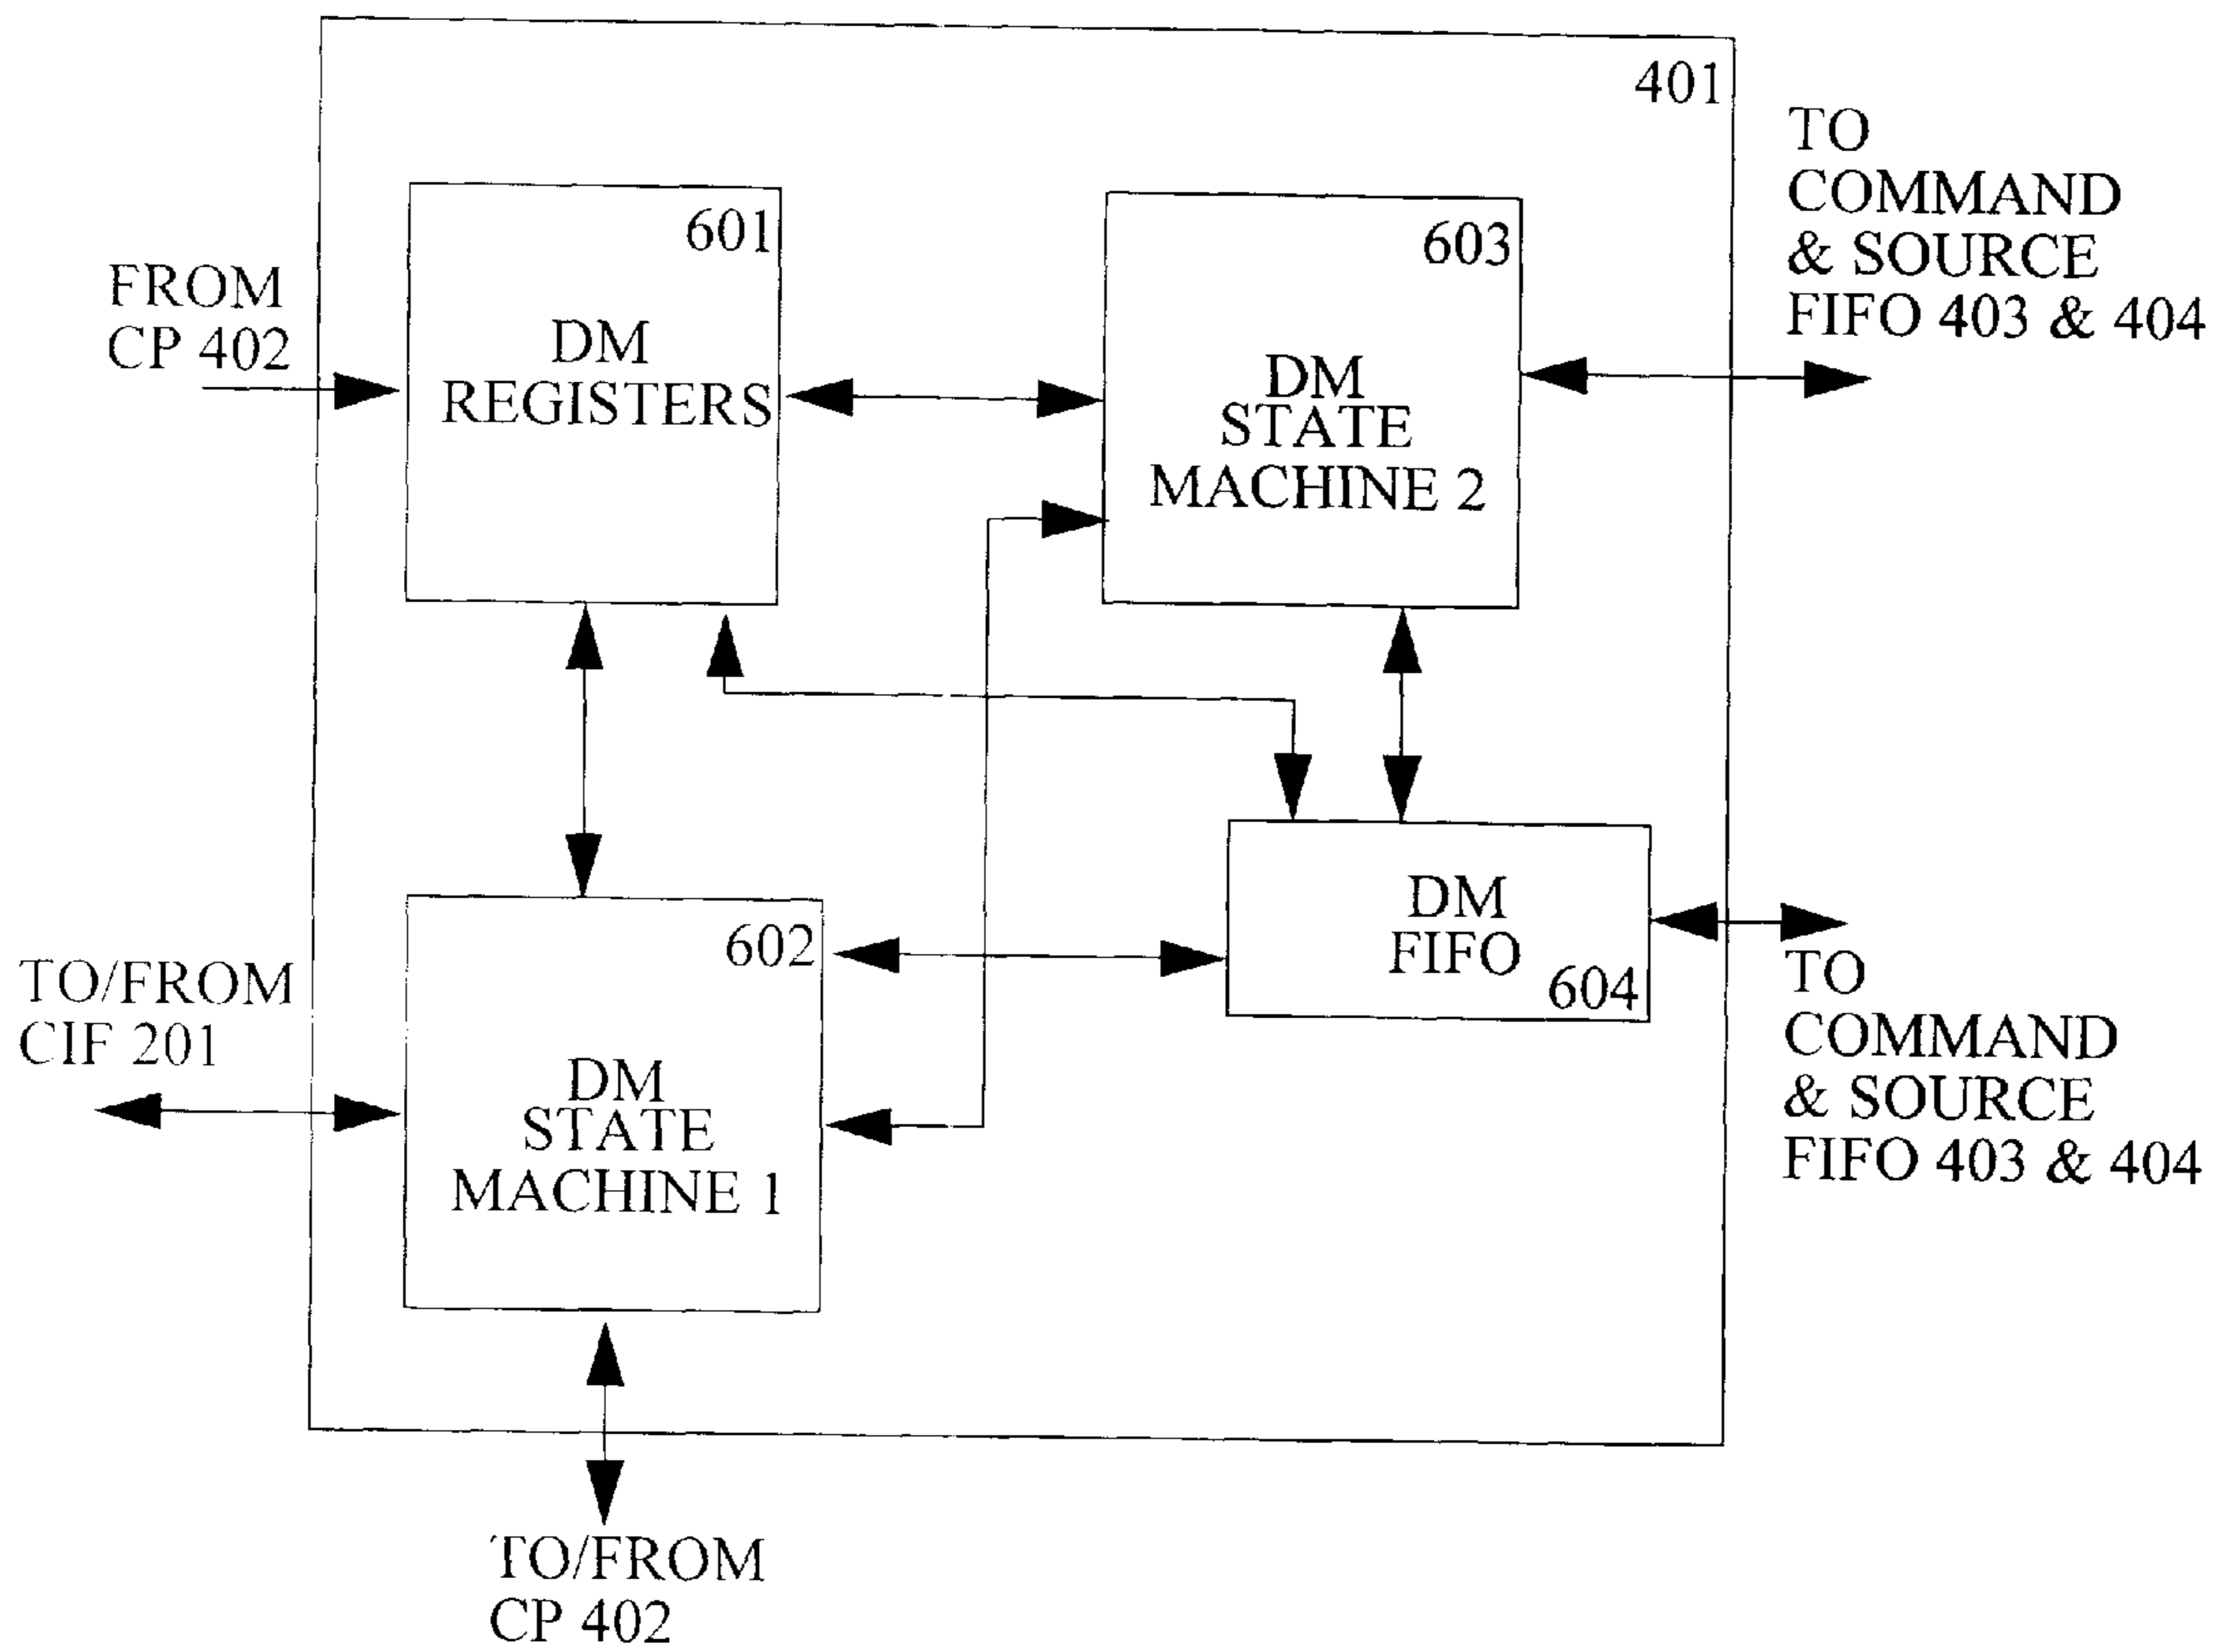 401
TO
COMMAND
& SOURCE
FIFO 403 & 404
601
603
FROM
CP 402
DM
REGISTERS
DM
STATE
MACHINE 2
602
DM
FIFO
604
TO/FROM
CIF 201
TO
COMMAND
& SOURCE
FIFO 403 & 404
DM
STATE
MACHINE 1
TO/FROM
CP 402